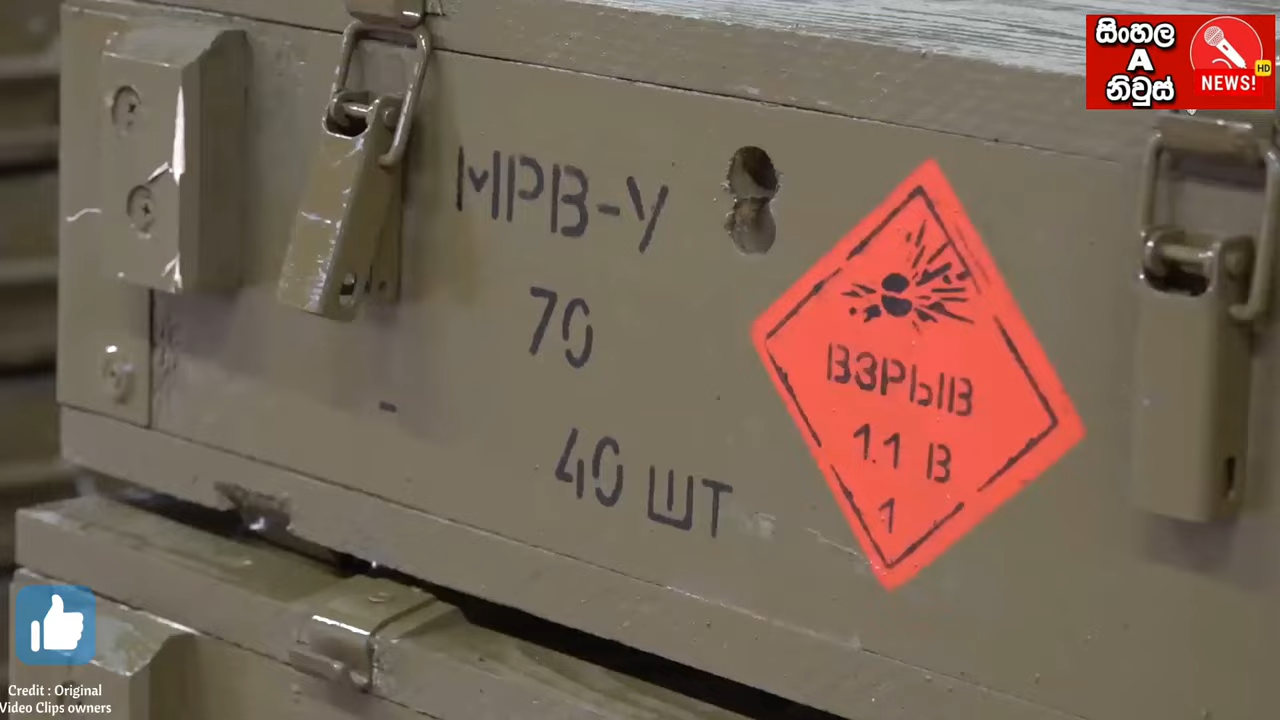 සිංහල
A
නිවුස්
NEWS!
HD
МРВ-У
70
40 ШТ
ВЗРЫВ
1.1 В
1
Credit : Original
Video Clips owners